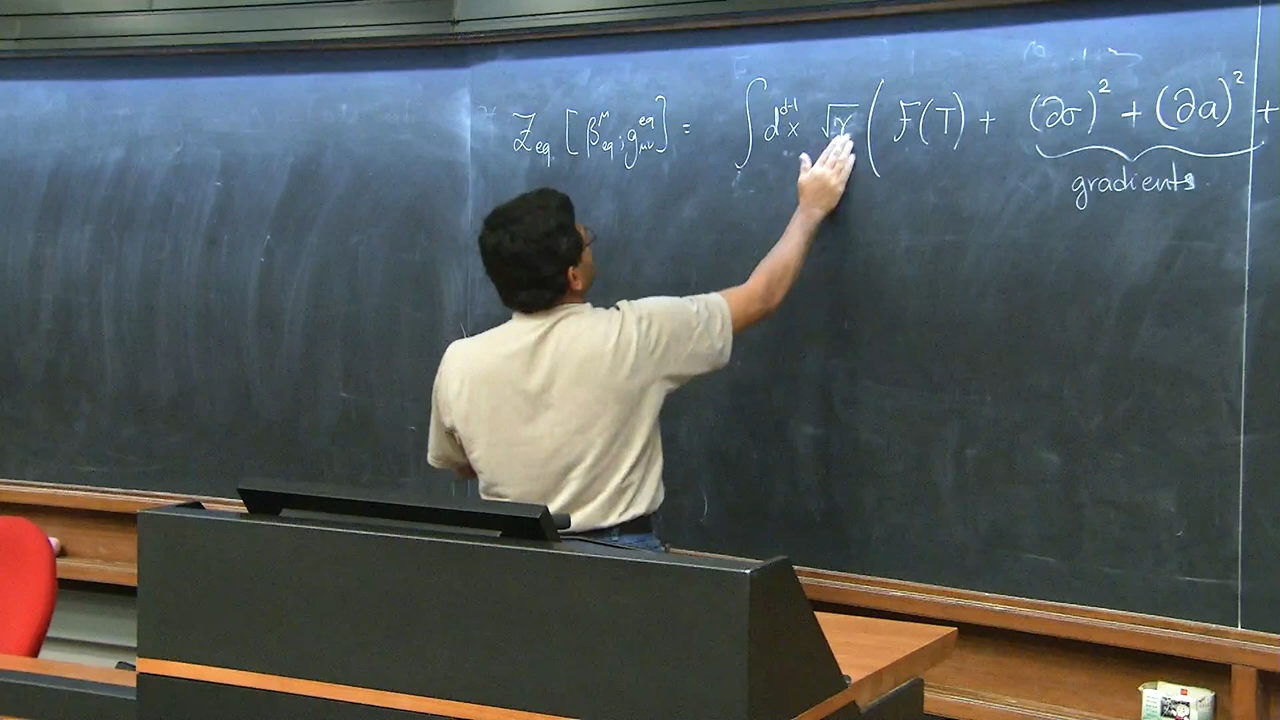 Z_eq [β^μ_eq; g^eq_μν] = ∫ d^{d-1}x √γ ( F(T) + (∂σ)² + (∂a)² +
gradients